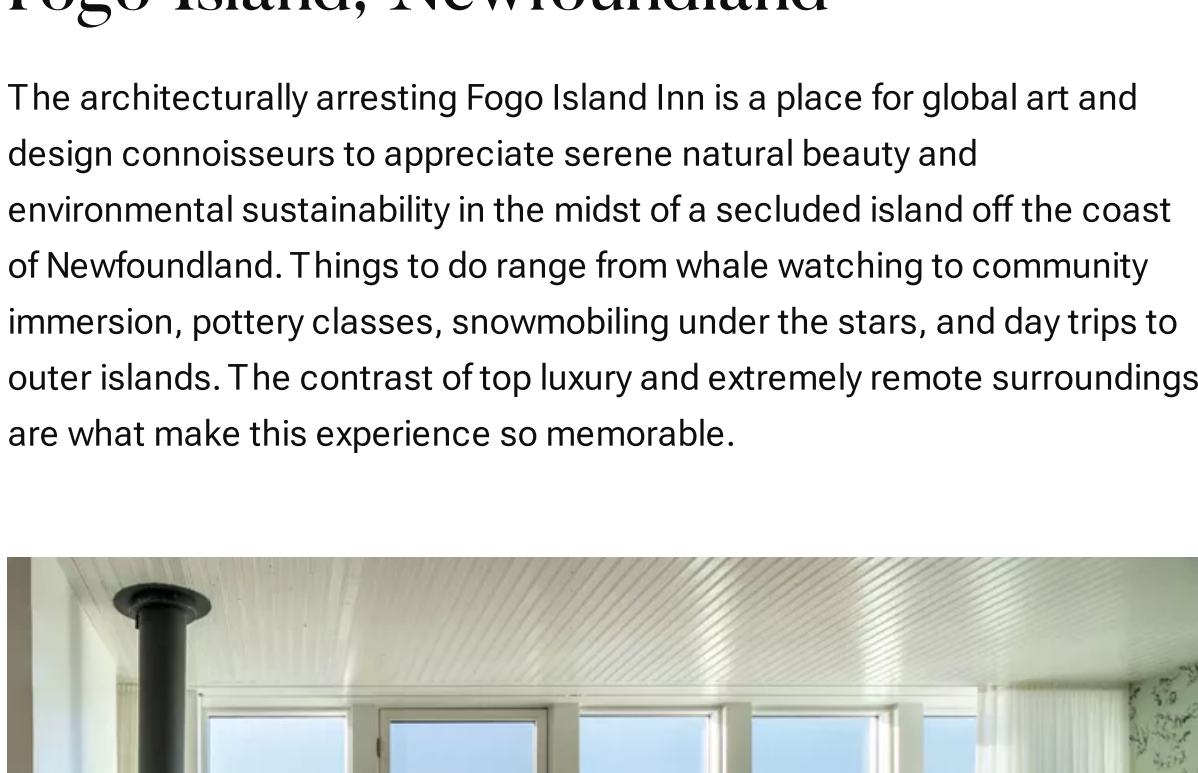 Fogo Island, Newfoundland
The architecturally arresting Fogo Island Inn is a place for global art and
design connoisseurs to appreciate serene natural beauty and
environmental sustainability in the midst of a secluded island off the coast
of Newfoundland. Things to do range from whale watching to community
immersion, pottery classes, snowmobiling under the stars, and day trips to
outer islands. The contrast of top luxury and extremely remote surroundings
are what make this experience so memorable.